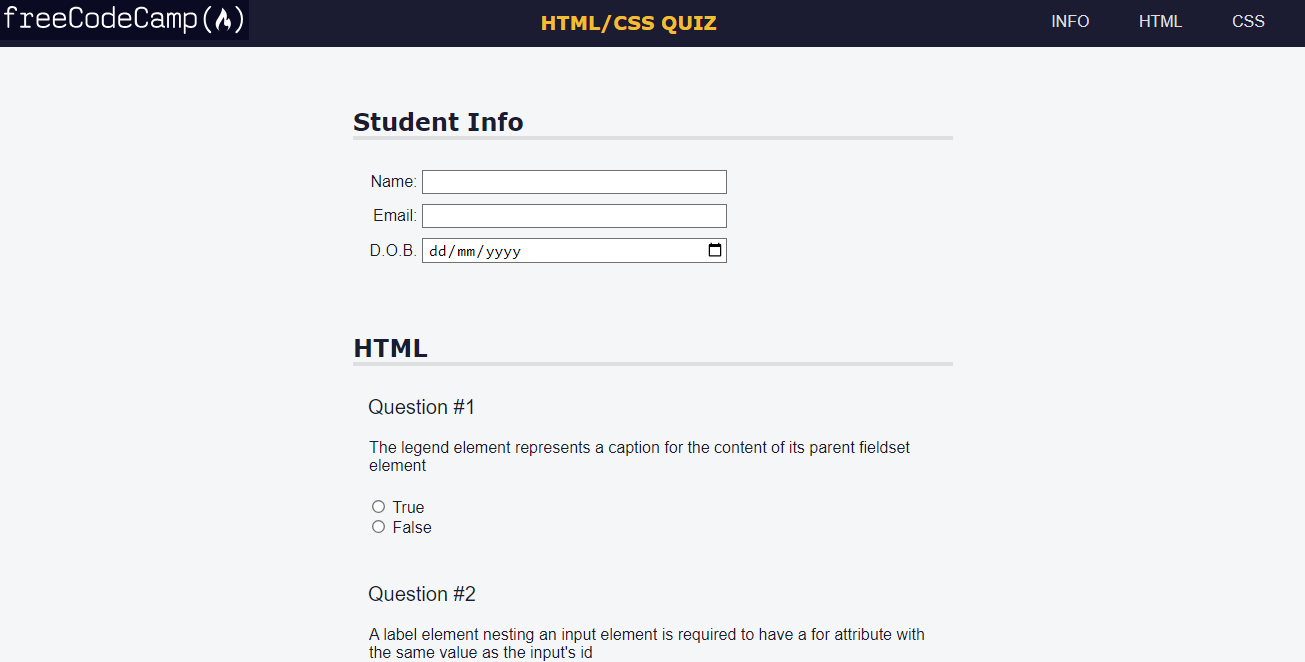 freeCodeCamp(🔥)
HTML/CSS QUIZ
INFO
HTML
CSS
Student Info
Name:
Email:
D.O.B.
dd/mm/yyyy
HTML
Question #1
The legend element represents a caption for the content of its parent fieldset
element
True
False
Question #2
A label element nesting an input element is required to have a for attribute with
the same value as the input's id